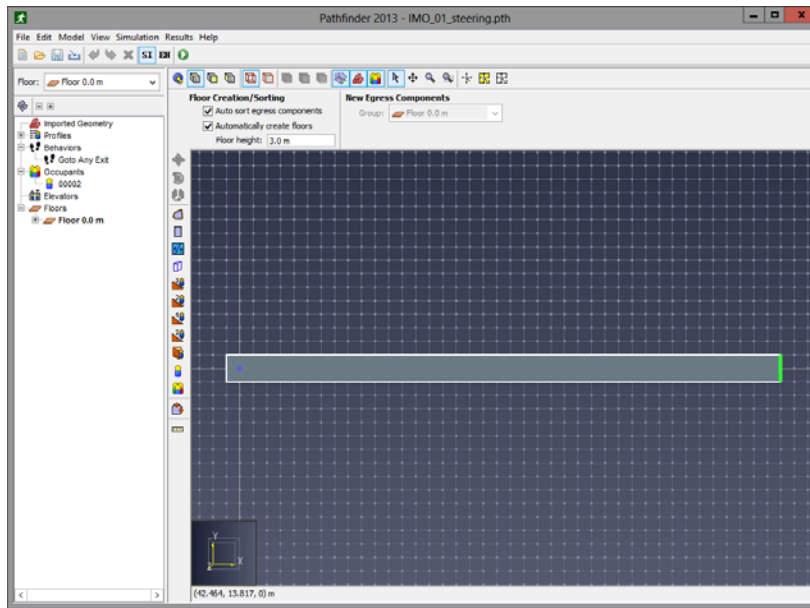 Pathfinder 2013 - IMO_01_steering.pth
File Edit Model View Simulation Results Help
SI EN
Floor: Floor 0.0 m
Floor Creation/Sorting
Auto sort egress components
Automatically create floors
Floor height: 3.0 m
New Egress Components
Group: Floor 0.0 m
Imported Geometry
Profiles
Behaviors
Goto Any Exit
Occupants
00002
Elevators
Floors
Floor 0.0 m
Y
X
Z
(42.464, 13.817, 0) m